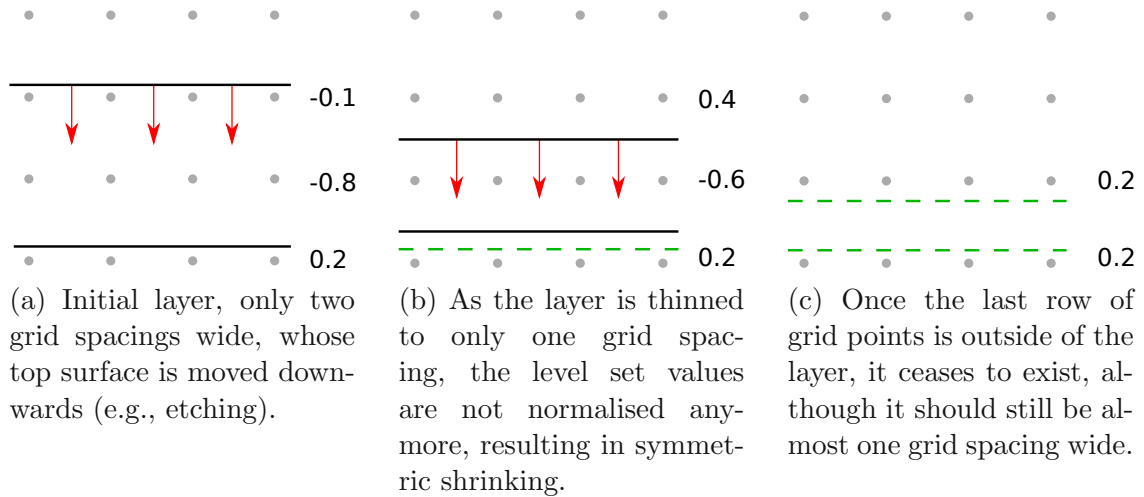 -0.1
-0.8
0.2
(a) Initial layer, only two
grid spacings wide, whose
top surface is moved down-
wards (e.g., etching).
0.4
-0.6
0.2
(b) As the layer is thinned
to only one grid spac-
ing, the level set values
are not normalised any-
more, resulting in symmet-
ric shrinking.
0.2
0.2
(c) Once the last row of
grid points is outside of the
layer, it ceases to exist, al-
though it should still be al-
most one grid spacing wide.